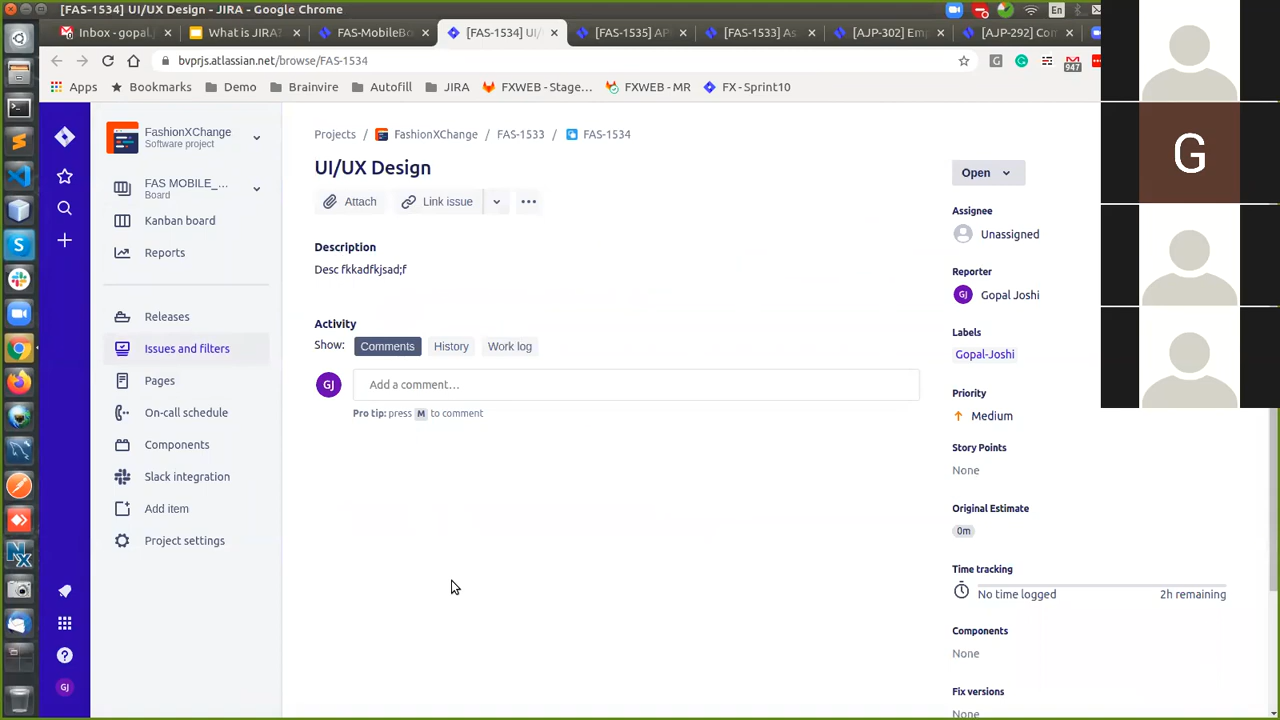 [FAS-1534] UI/UX Design - JIRA - Google Chrome
En
Inbox - gopal.
What is JIRA?
FAS-MobileBo
[FAS-1534] UI/
[FAS-1535] AP
[FAS-1533] As
[AJP-302] Emp
[AJP-292] Con
bvprjs.atlassian.net/browse/FAS-1534
947
Apps
Bookmarks
Demo
Brainvire
Autofill
JIRA
FXWEB - Stage...
FXWEB - MR
FX - Sprint10
FashionXChange
Software project
FAS MOBILE_...
Board
Kanban board
Reports
Releases
Issues and filters
Pages
On-call schedule
Components
Slack integration
Add item
Project settings
GJ
Projects / FashionXChange / FAS-1533 / FAS-1534
UI/UX Design
Attach
Link issue
Description
Desc fkkadfkjsad;f
Activity
Show: Comments History Work log
GJ Add a comment…
Pro tip: press M to comment
Open
Assignee
Unassigned
Reporter
GJ Gopal Joshi
Labels
Gopal-Joshi
Priority
Medium
Story Points
None
Original Estimate
0m
Time tracking
No time logged 2h remaining
Components
None
Fix versions
None
G